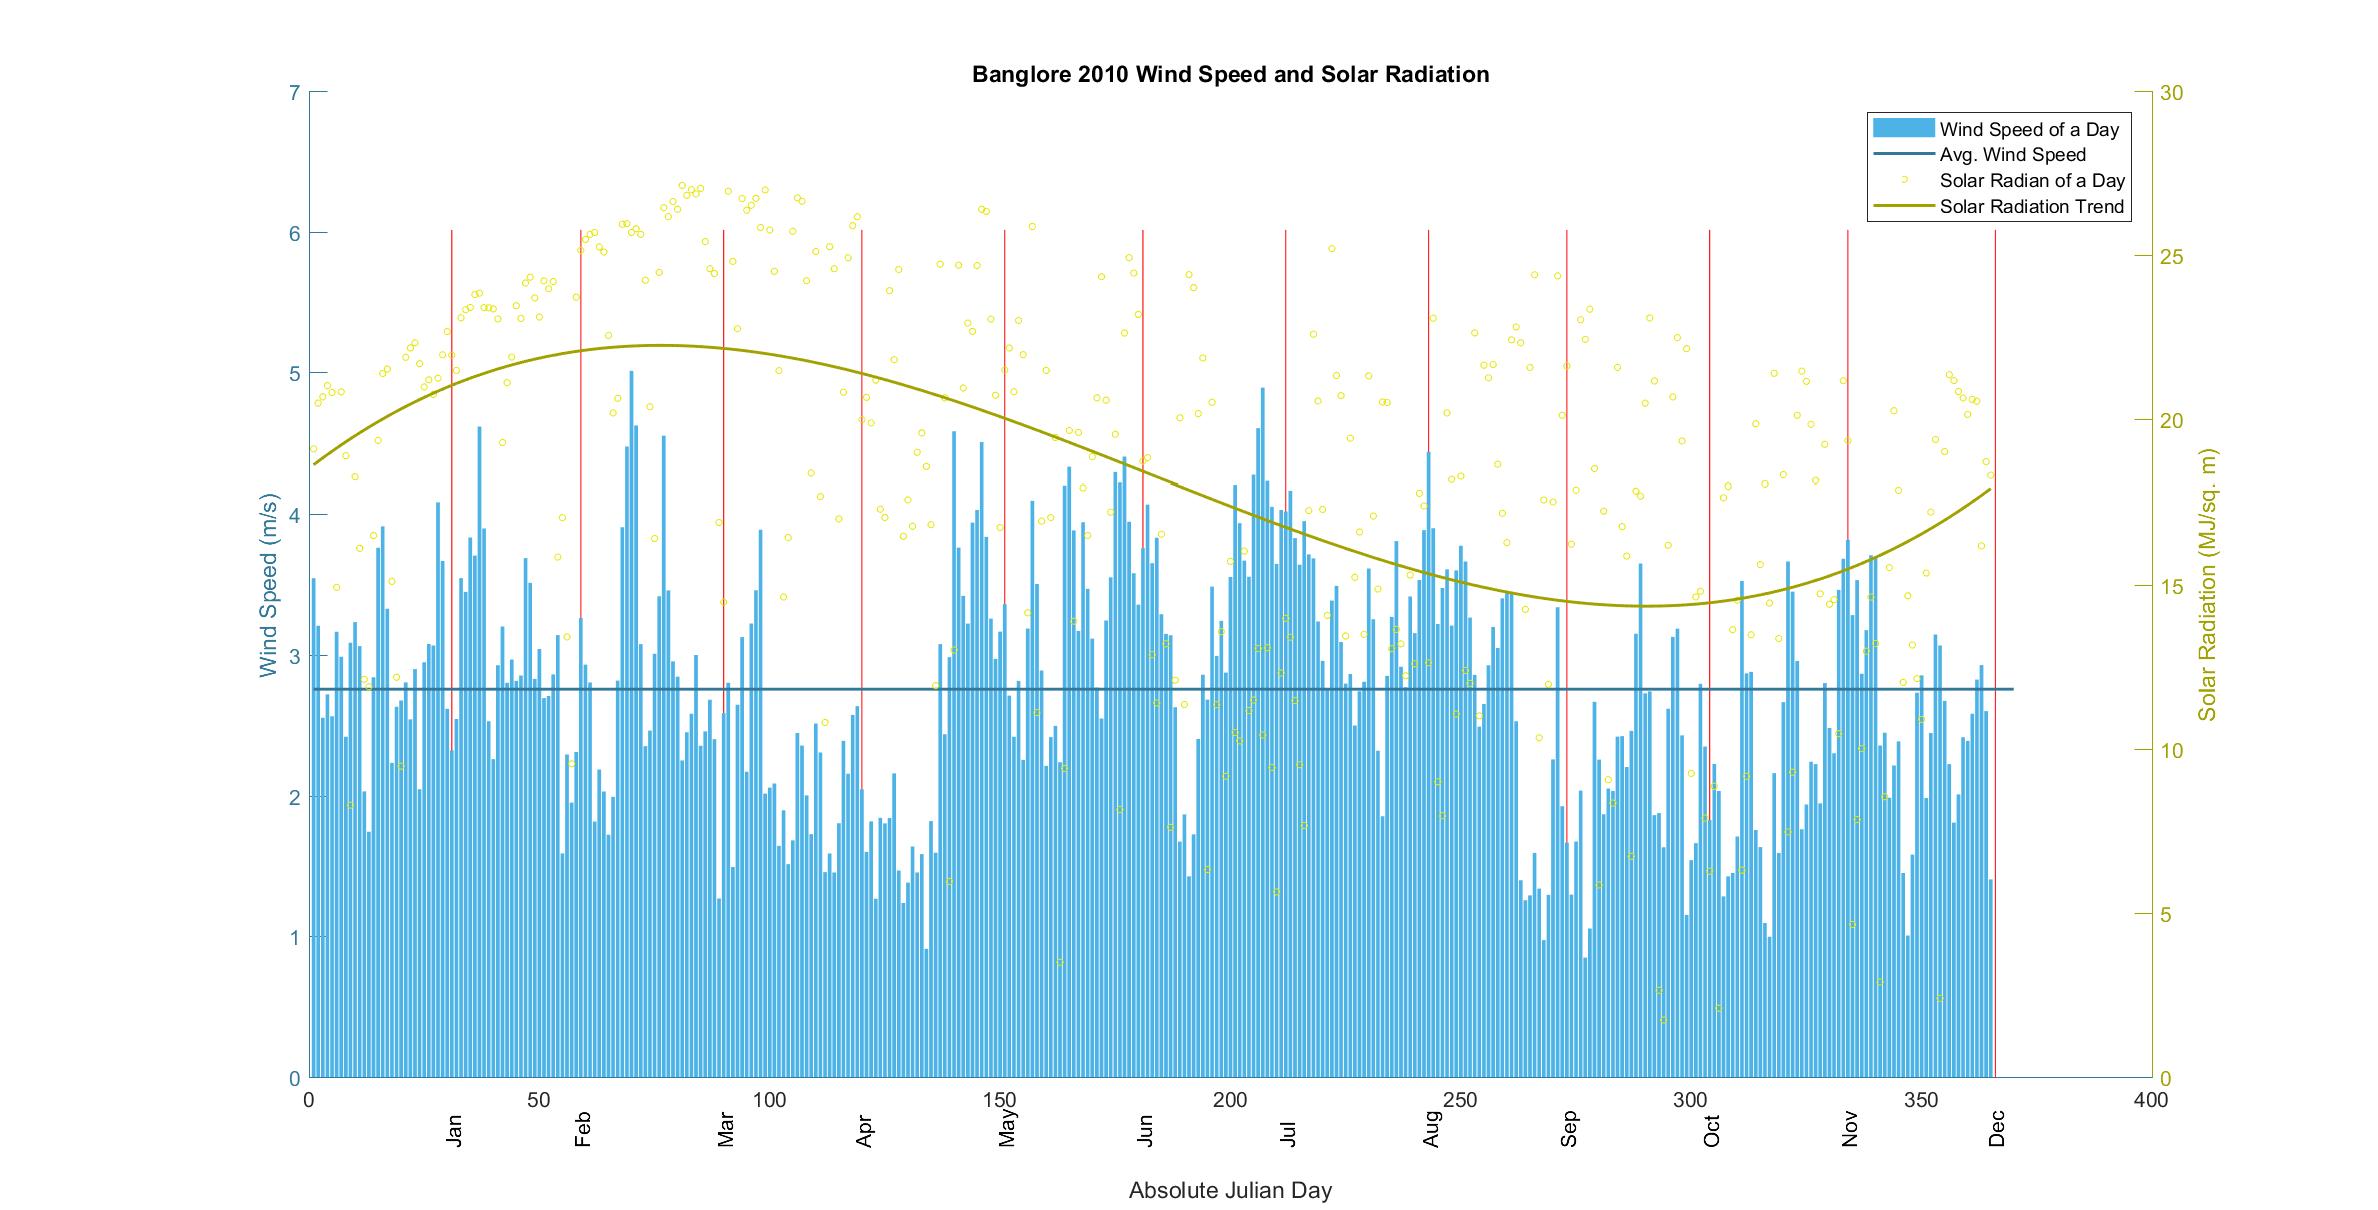 Banglore 2010 Wind Speed and Solar Radiation
7
6
5
4
3
2
1
0
Wind Speed (m/s)
30
25
20
15
10
5
0
Solar Radiation (MJ/sq. m)
Wind Speed of a Day
Avg. Wind Speed
Solar Radian of a Day
Solar Radiation Trend
0 50 100 150 200 250 300 350 400
Jan Feb Mar Apr May Jun Jul Aug Sep Oct Nov Dec
Absolute Julian Day